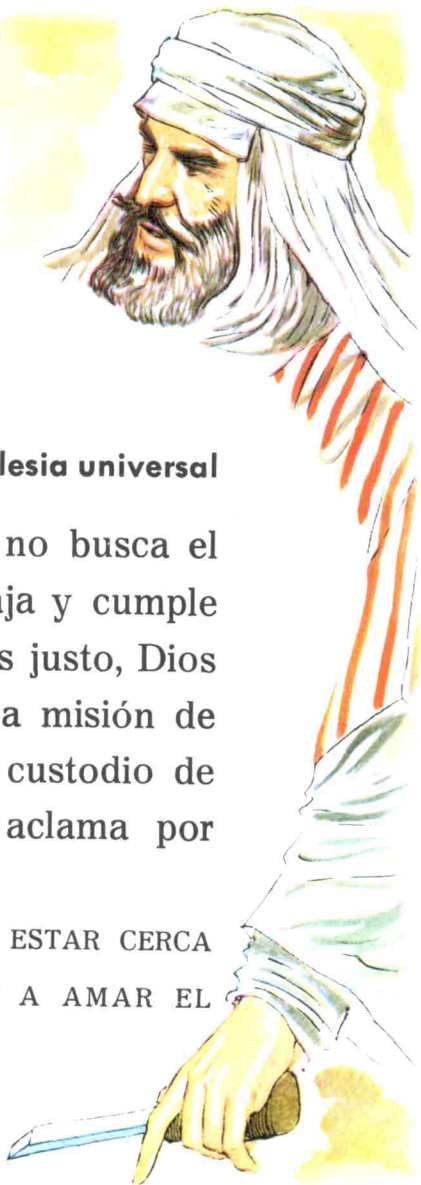 lesia universal
no busca el
ja y cumple
s justo, Dios
a misión de
custodio de
aclama por
ESTAR CERCA
A AMAR EL